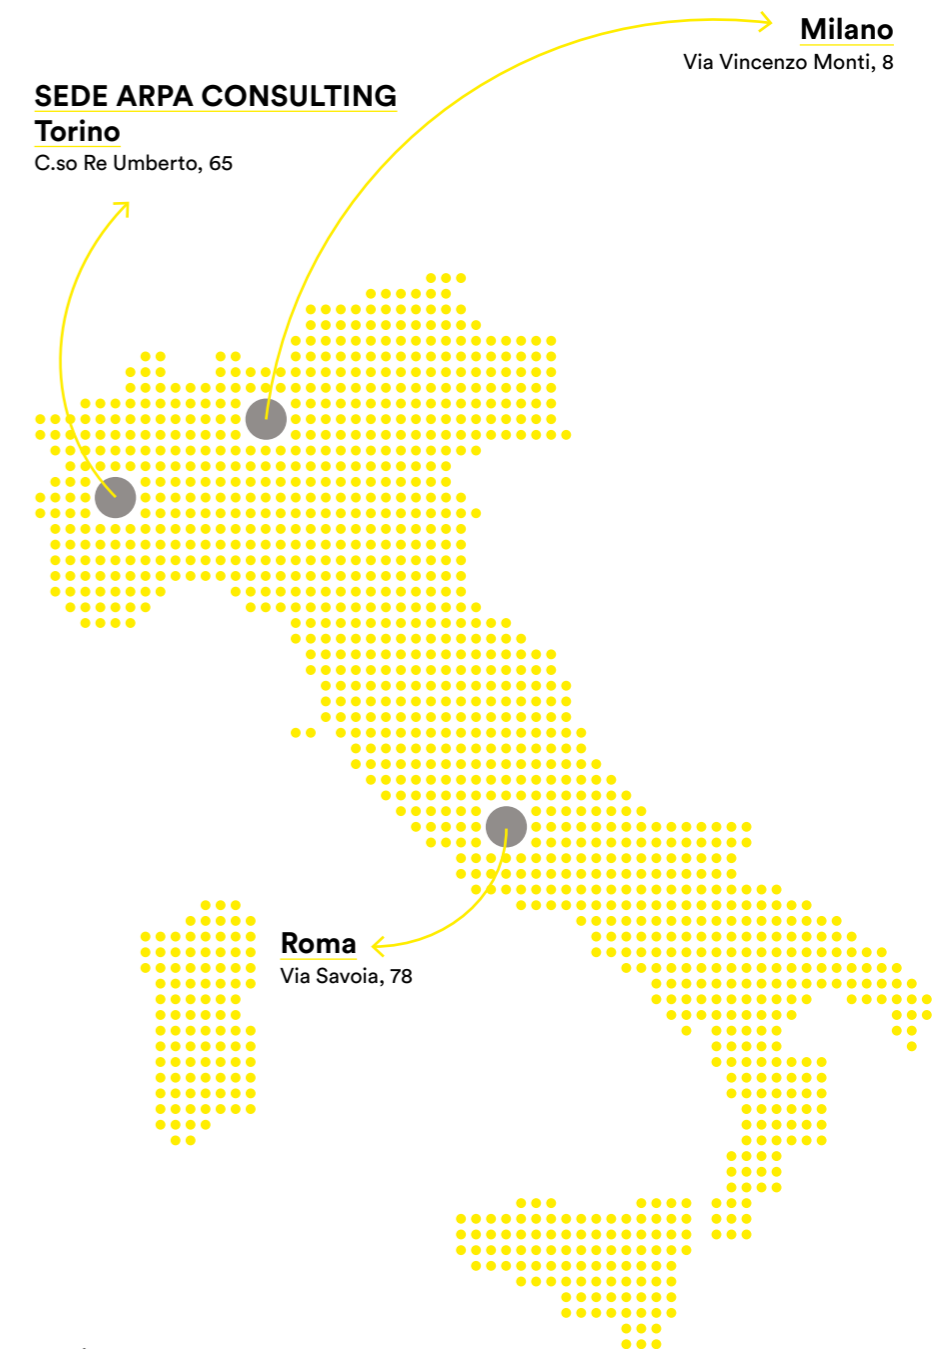 Milano
Via Vincenzo Monti, 8
SEDE ARPA CONSULTING
Torino
C.so Re Umberto, 65
Roma
Via Savoia, 78